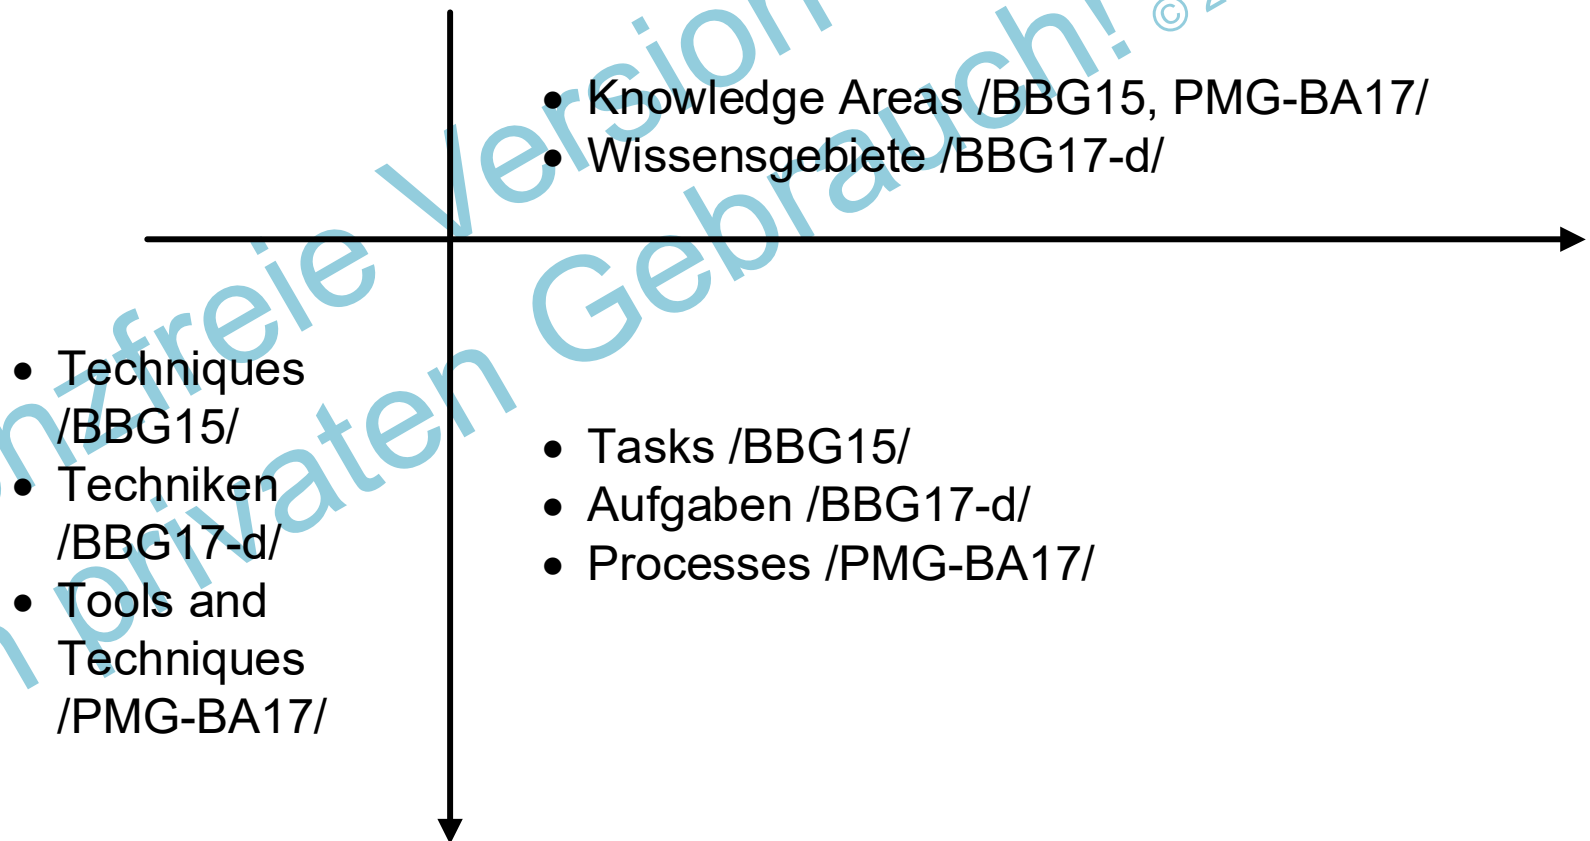 • Knowledge Areas /BBG15, PMG-BA17/
• Wissensgebiete /BBG17-d/
• Techniques
/BBG15/
• Techniken
/BBG17-d/
• Tools and
Techniques
/PMG-BA17/
• Tasks /BBG15/
• Aufgaben /BBG17-d/
• Processes /PMG-BA17/
Version
privaten Gebrauch! ©